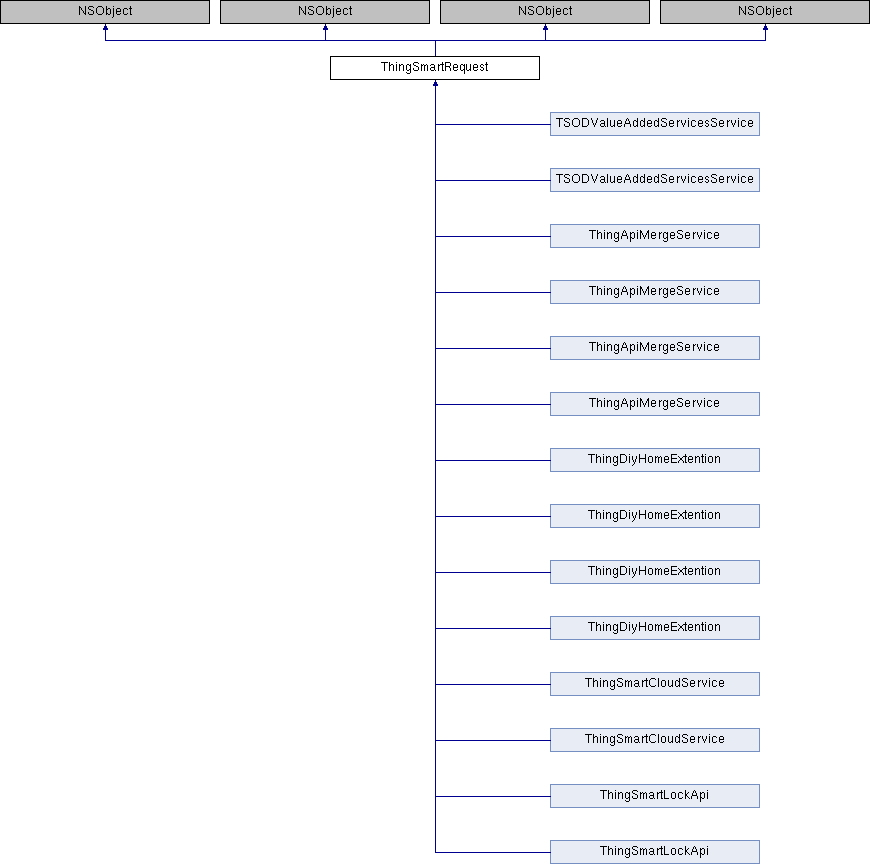 NSObject NSObject NSObject NSObject
ThingSmartRequest
TSODValueAddedServicesService
TSODValueAddedServicesService
ThingApiMergeService
ThingApiMergeService
ThingApiMergeService
ThingApiMergeService
ThingDiyHomeExtention
ThingDiyHomeExtention
ThingDiyHomeExtention
ThingDiyHomeExtention
ThingSmartCloudService
ThingSmartCloudService
ThingSmartLockApi
ThingSmartLockApi